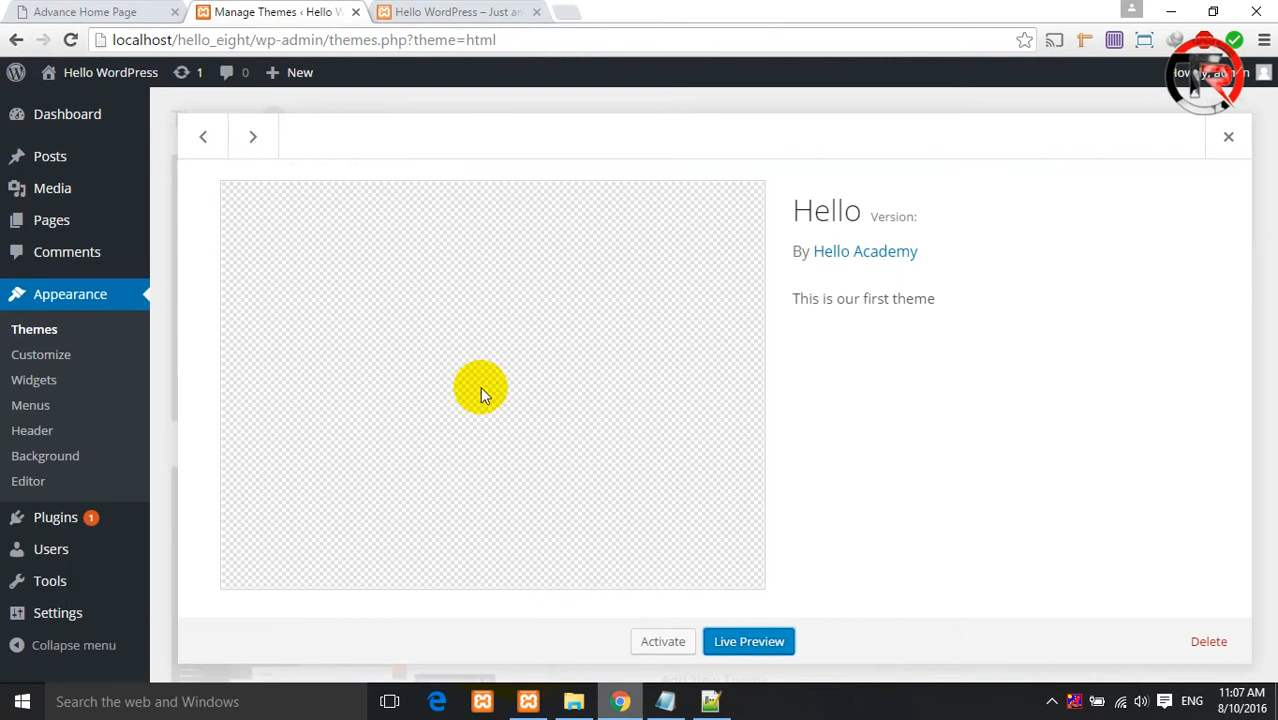 Advance Home Page
Manage Themes ‹ Hello W
Hello WordPress – Just an
localhost/hello_eight/wp-admin/themes.php?theme=html
Hello WordPress
1
0
New
Dashboard
Posts
Media
Pages
Comments
Appearance
Themes
Customize
Widgets
Menus
Header
Background
Editor
Plugins 1
Users
Tools
Settings
Collapse menu
Hello Version:
By Hello Academy
This is our first theme
Activate
Live Preview
Delete
Search the web and Windows
ENG
11:07 AM
8/10/2016